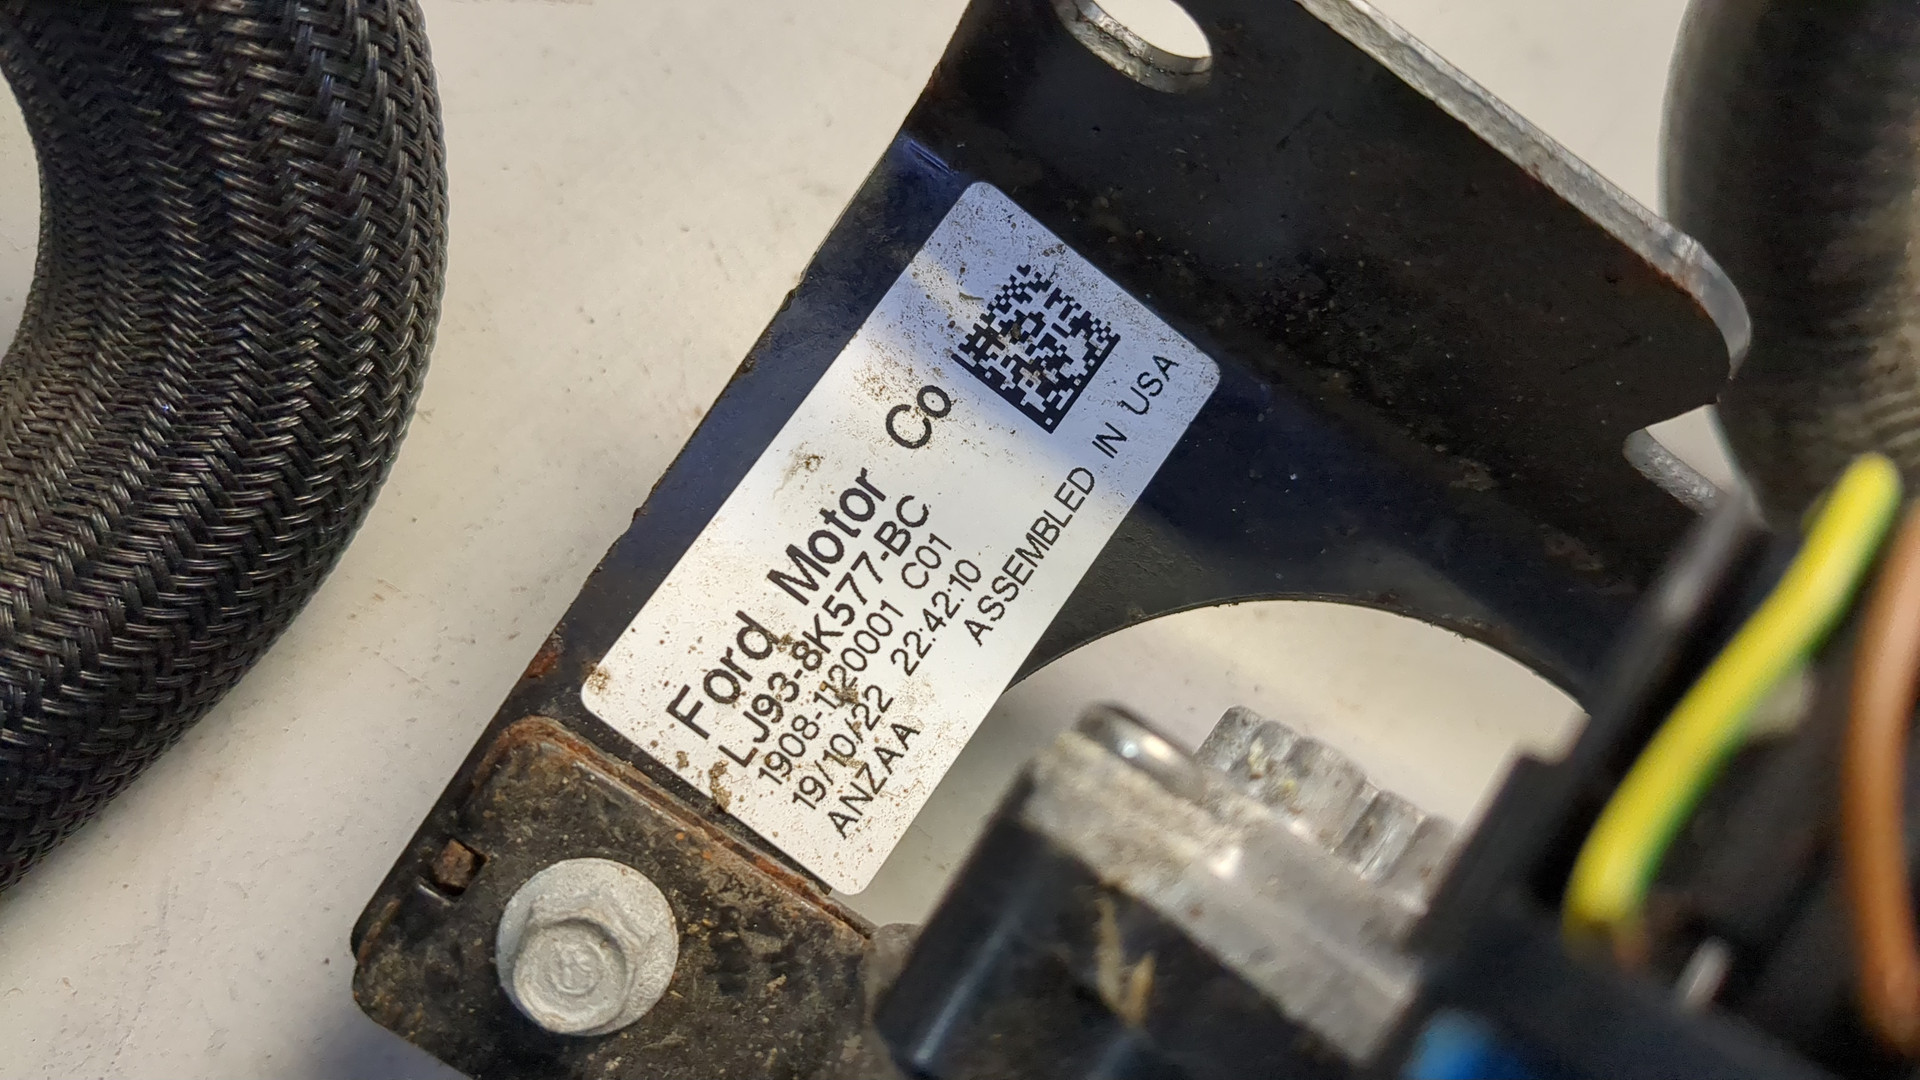 Ford Motor Co
LJ93-8K577-BC
1908-1120001 C01
19/10/22 22:42:10
ANZAA ASSEMBLED IN USA